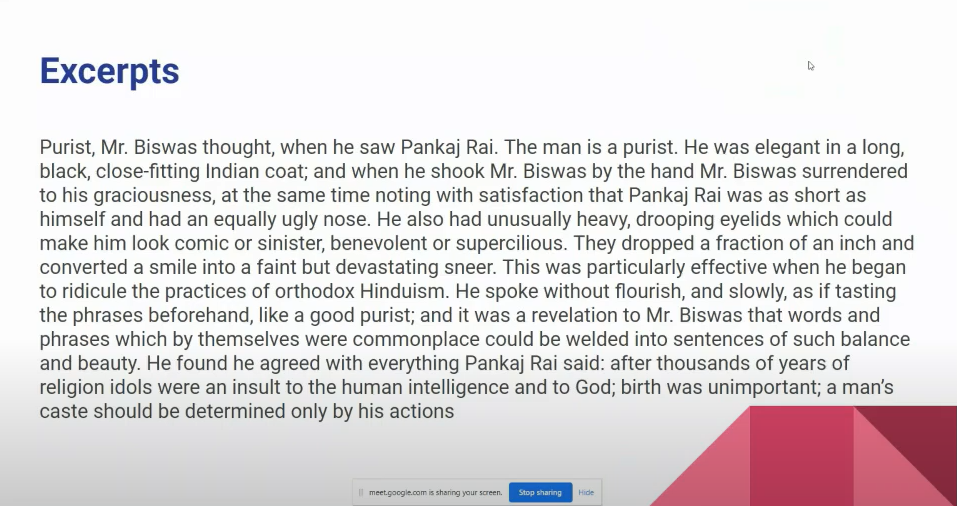 Excerpts
Purist, Mr. Biswas thought, when he saw Pankaj Rai. The man is a purist. He was elegant in a long,
black, close-fitting Indian coat; and when he shook Mr. Biswas by the hand Mr. Biswas surrendered
to his graciousness, at the same time noting with satisfaction that Pankaj Rai was as short as
himself and had an equally ugly nose. He also had unusually heavy, drooping eyelids which could
make him look comic or sinister, benevolent or supercilious. They dropped a fraction of an inch and
converted a smile into a faint but devastating sneer. This was particularly effective when he began
to ridicule the practices of orthodox Hinduism. He spoke without flourish, and slowly, as if tasting
the phrases beforehand, like a good purist; and it was a revelation to Mr. Biswas that words and
phrases which by themselves were commonplace could be welded into sentences of such balance
and beauty. He found he agreed with everything Pankaj Rai said: after thousands of years of
religion idols were an insult to the human intelligence and to God; birth was unimportant; a man's
caste should be determined only by his actions
meet.google.com is sharing your screen. Stop sharing Hide